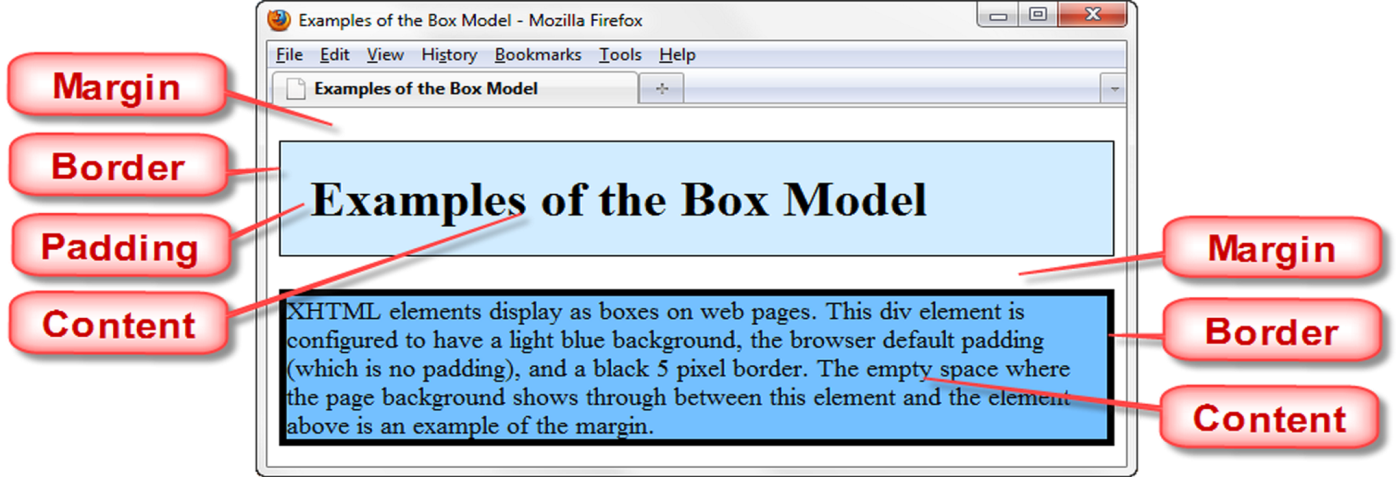 Examples of the Box Model - Mozilla Firefox
File Edit View History Bookmarks Tools Help
Examples of the Box Model
Margin
Border
Padding
Content
Examples of the Box Model
XHTML elements display as boxes on web pages. This div element is
configured to have a light blue background, the browser default padding
(which is no padding), and a black 5 pixel border. The empty space where
the page background shows through between this element and the element
above is an example of the margin.
Margin
Border
Content